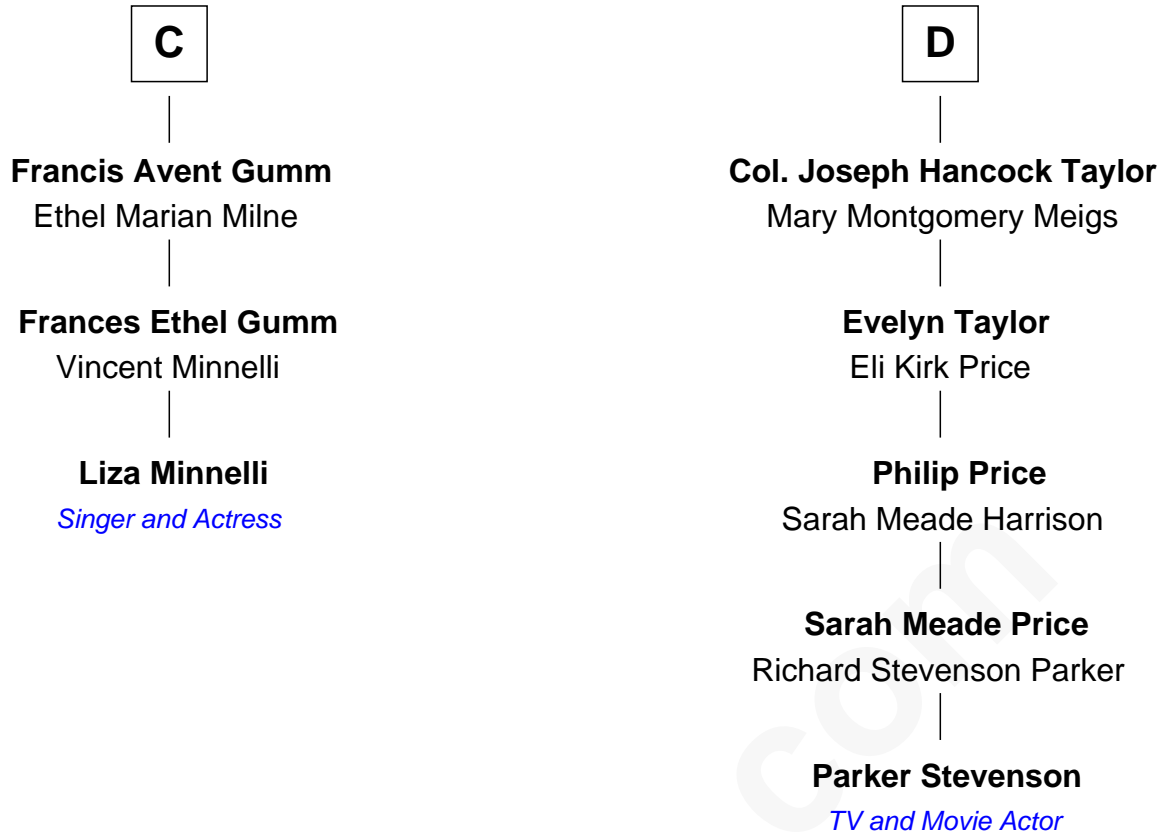 C
Francis Avent Gumm
Ethel Marian Milne
Frances Ethel Gumm
Vincent Minnelli
Liza Minnelli
Singer and Actress
D
Col. Joseph Hancock Taylor
Mary Montgomery Meigs
Evelyn Taylor
Eli Kirk Price
Philip Price
Sarah Meade Harrison
Sarah Meade Price
Richard Stevenson Parker
Parker Stevenson
TV and Movie Actor
com